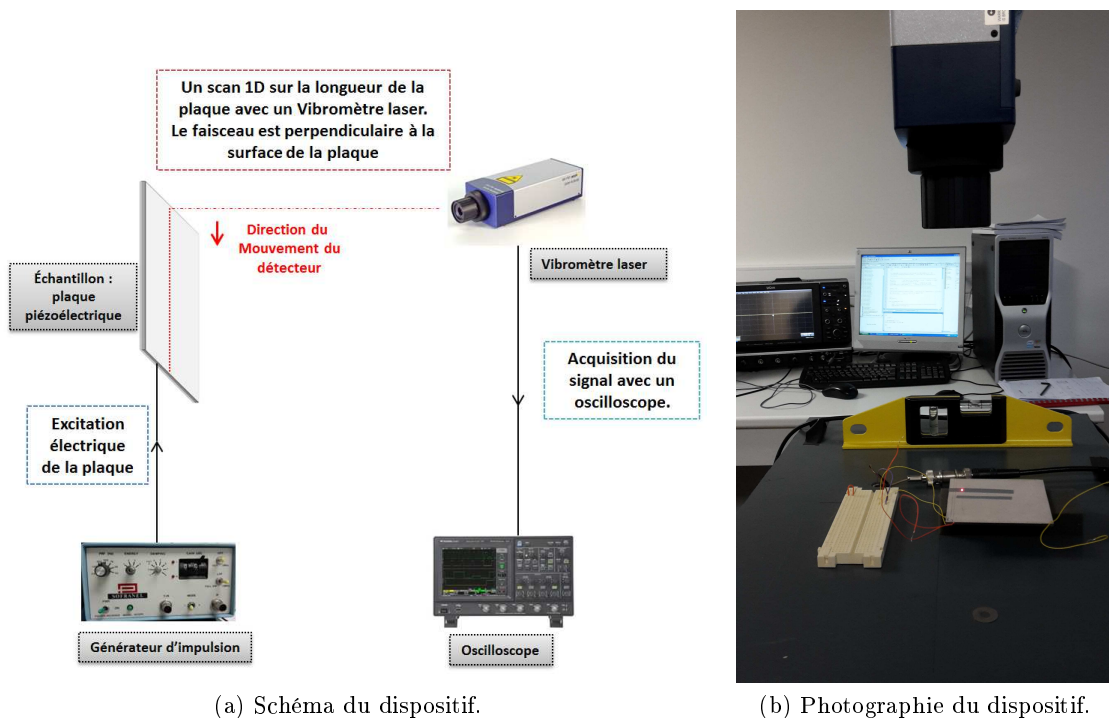 Un scan 1D sur la longueur de la
plaque avec un Vibromètre laser.
Le faisceau est perpendiculaire à la
surface de la plaque
Direction du
Mouvement du
détecteur
Échantillon :
plaque
piézoélectrique
Vibromètre laser
Acquisition du
signal avec un
oscilloscope.
Excitation
électrique
de la plaque
SOFRANEL
Générateur d'impulsion
Oscilloscope
(a) Schéma du dispositif.
(b) Photographie du dispositif.